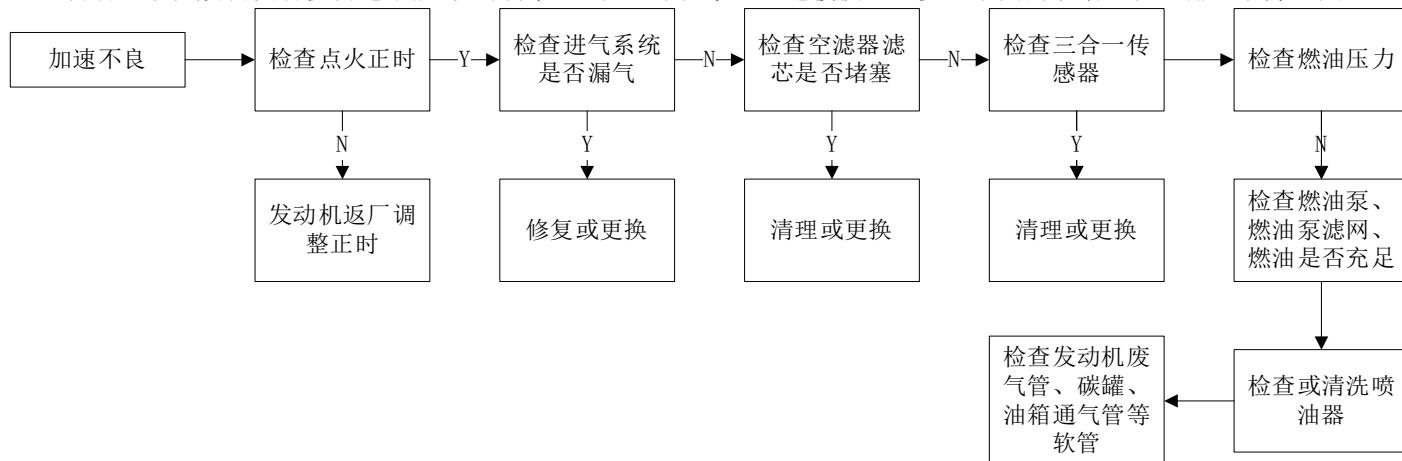 加速不良
检查点火正时
Y
检查进气系统
是否漏气
N
检查空滤器滤
芯是否堵塞
N
检查三合一传
感器
检查燃油压力
N
Y
Y
Y
N
发动机返厂调
整正时
修复或更换
清理或更换
清理或更换
检查燃油泵、
燃油泵滤网、
燃油是否充足
检查发动机废
气管、碳罐、
油箱通气管等
软管
检查或清洗喷
油器